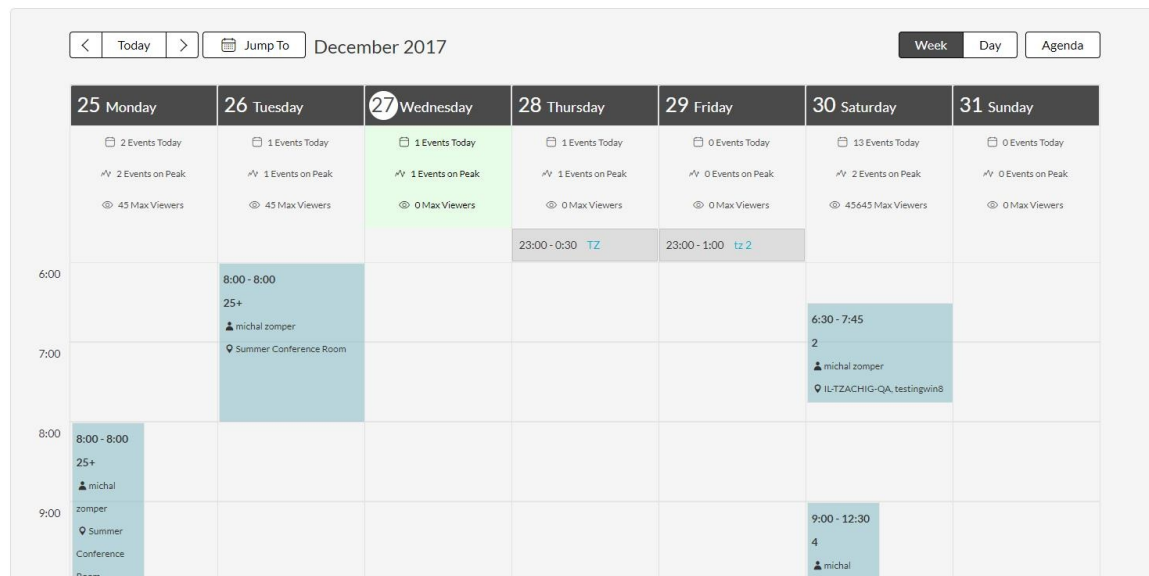 Today
Jump To
December 2017
Week
Day
Agenda
25 Monday
26 Tuesday
27 Wednesday
28 Thursday
29 Friday
30 Saturday
31 Sunday
2 Events Today
1 Events Today
1 Events Today
1 Events Today
0 Events Today
13 Events Today
0 Events Today
2 Events on Peak
1 Events on Peak
1 Events on Peak
1 Events on Peak
0 Events on Peak
2 Events on Peak
0 Events on Peak
45 Max Viewers
45 Max Viewers
0 Max Viewers
0 Max Viewers
0 Max Viewers
45645 Max Viewers
0 Max Viewers
23:00 - 0:30 TZ
23:00 - 1:00 tz 2
6:00
8:00 - 8:00
25+
michal zomper
Summer Conference Room
6:30 - 7:45
2
michal zomper
IL-TZACHIG-QA, testingwin8
7:00
8:00
8:00 - 8:00
25+
michal
zomper
Summer
Conference
Room
9:00
9:00 - 12:30
4
michal